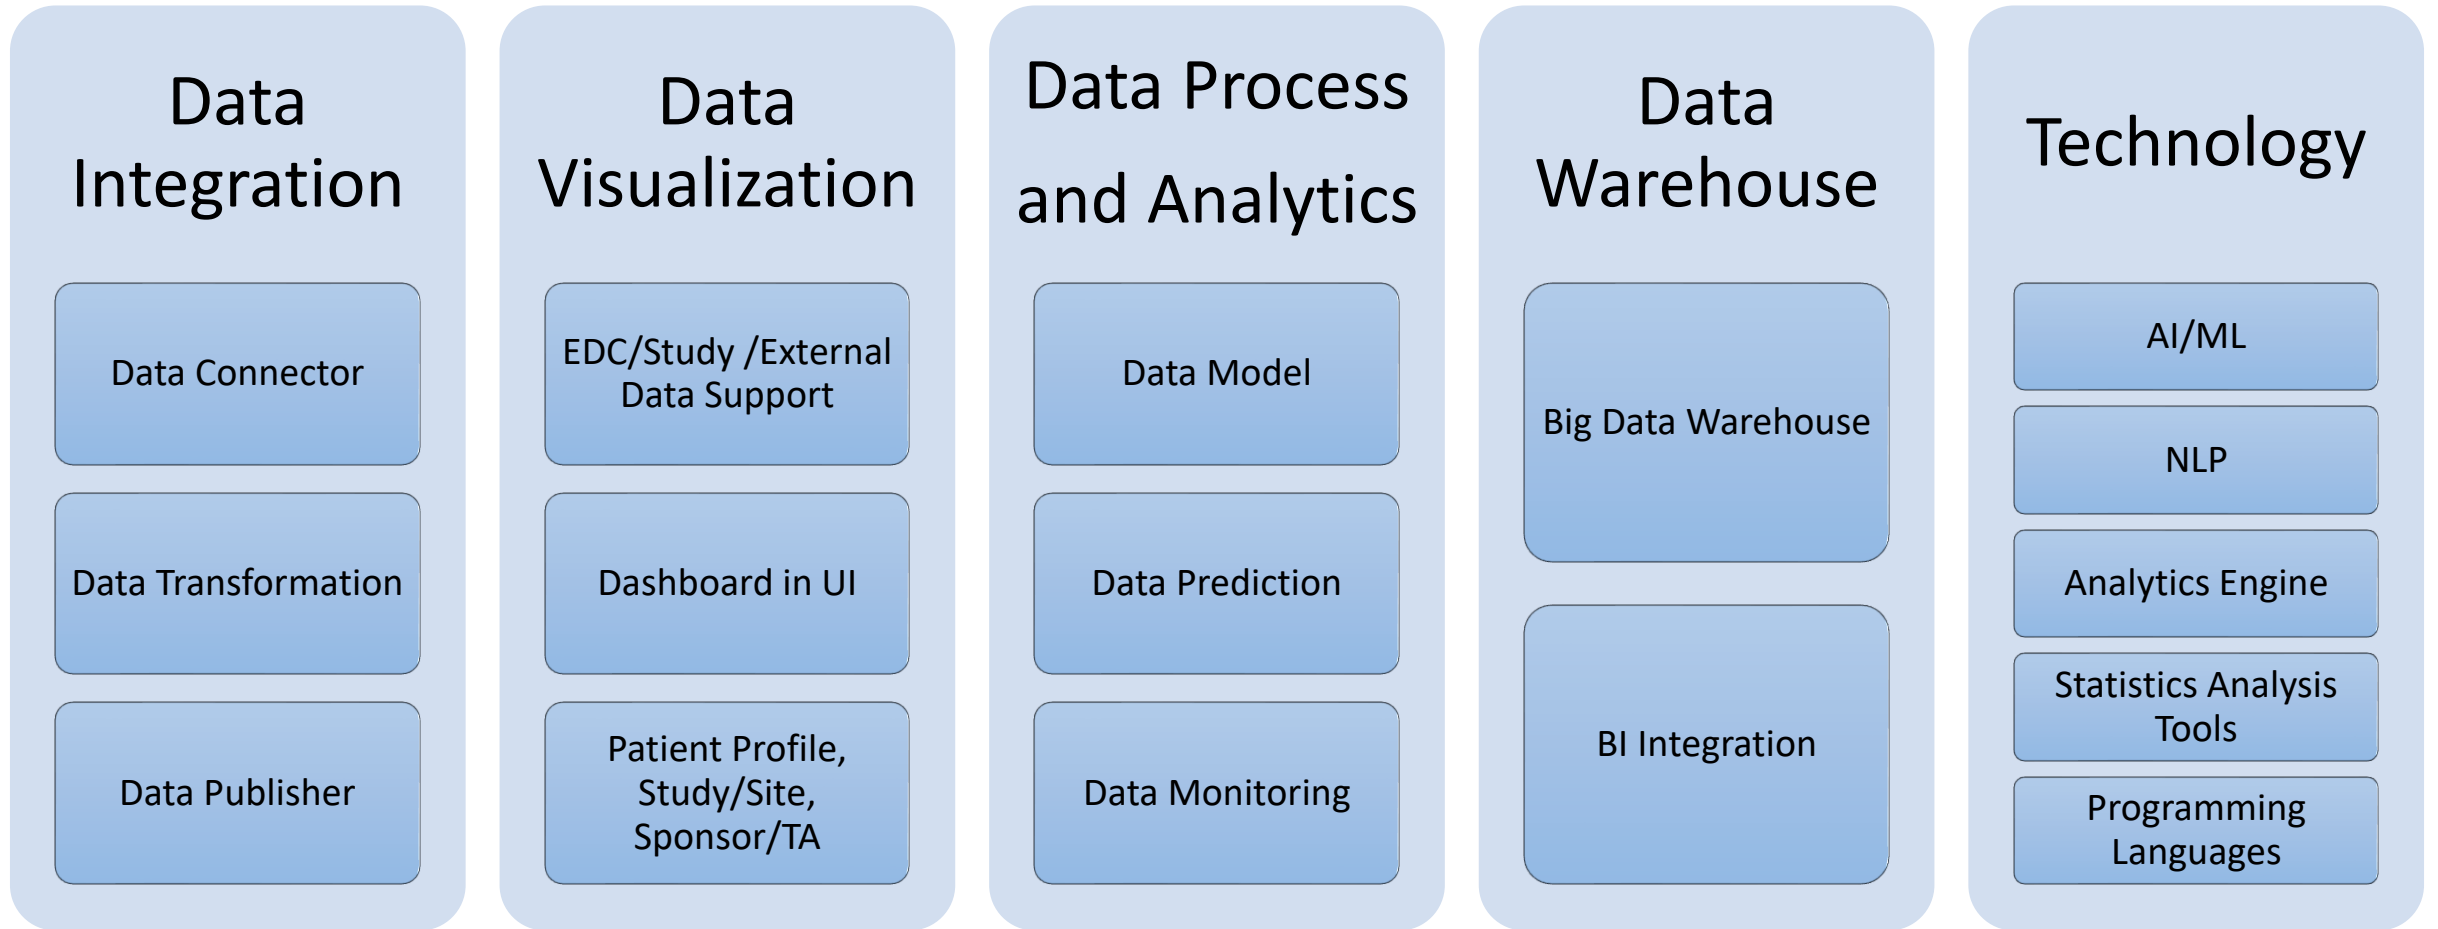 Data
Integration
Data Connector
Data Transformation
Data Publisher
Data
Visualization
EDC/Study /External
Data Support
Dashboard in UI
Patient Profile,
Study/Site,
Sponsor/TA
Data Process
and Analytics
Data Model
Data Prediction
Data Monitoring
Data
Warehouse
Big Data Warehouse
BI Integration
Technology
AI/ML
NLP
Analytics Engine
Statistics Analysis
Tools
Programming
Languages